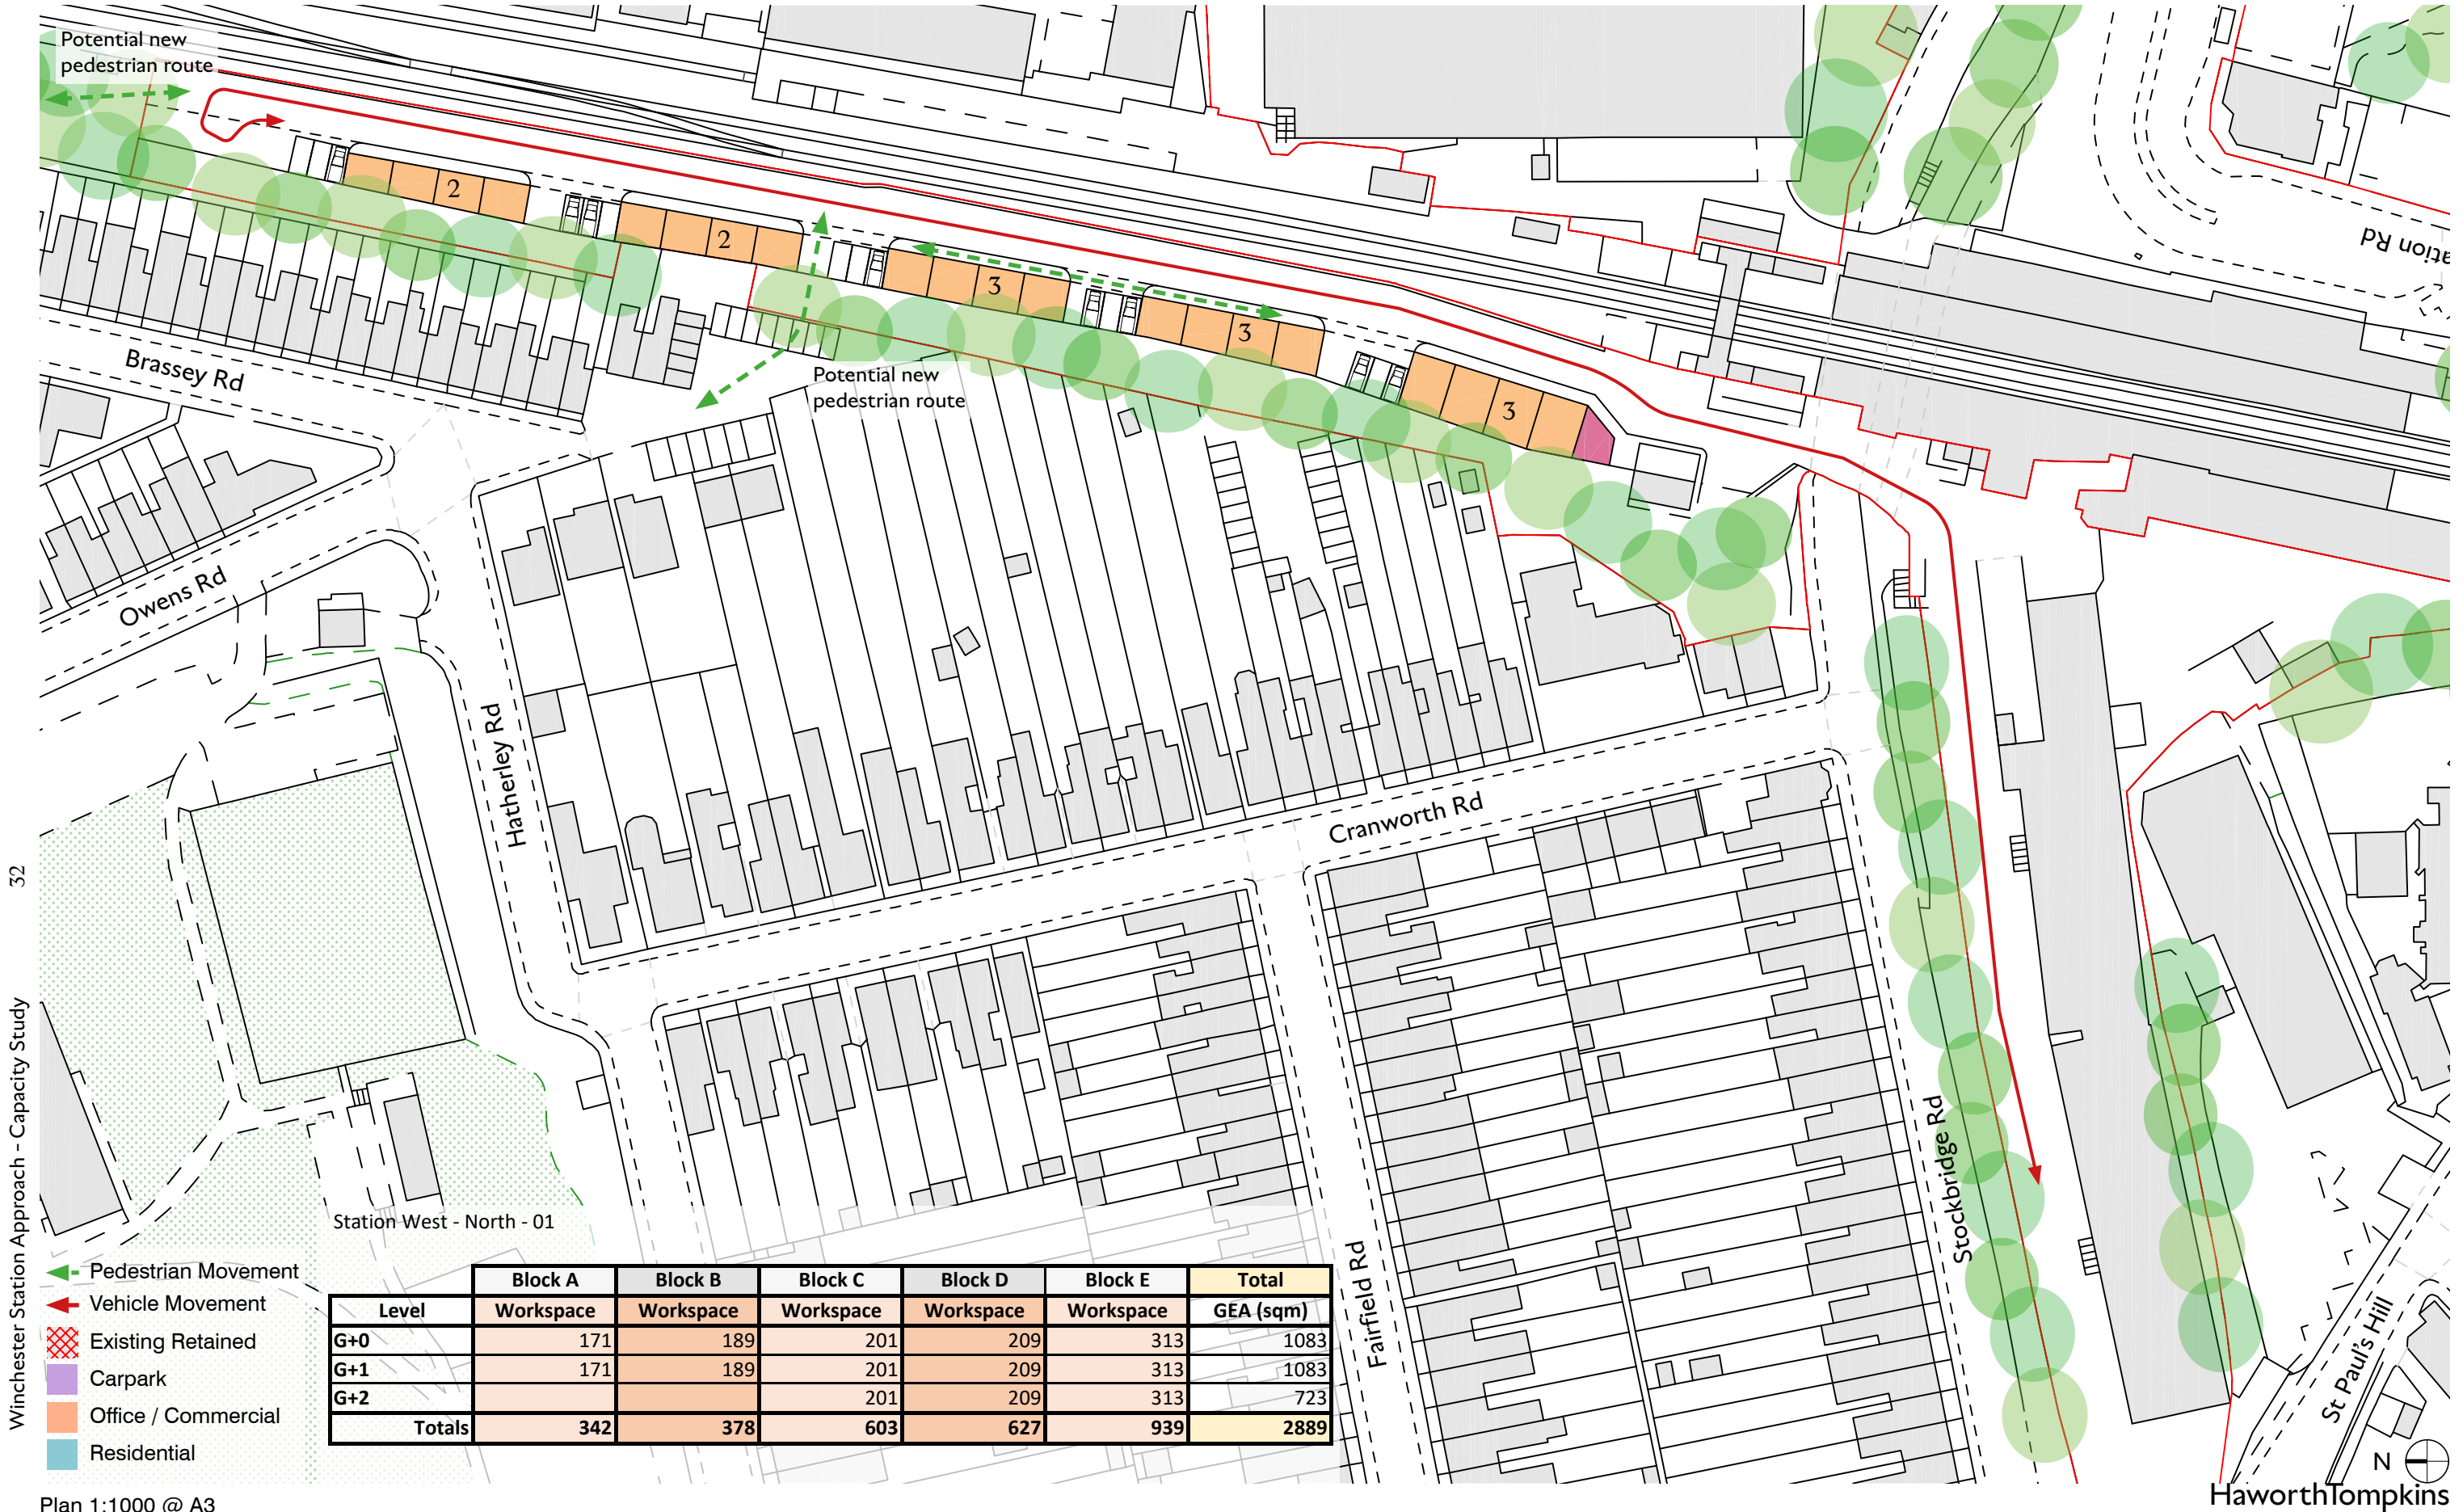 Potential new
pedestrian route
2
2
3
3
3
Potential new
pedestrian route
Brassey Rd
Owens Rd
Hatherley Rd
Cranworth Rd
Fairfield Rd
Stockbridge Rd
St Paul's Hill
ation Rd
32
Winchester Station Approach - Capacity Study
Station West - North - 01
Pedestrian Movement
Vehicle Movement
Existing Retained
Carpark
Office / Commercial
Residential
Block A Block B Block C Block D Block E Total
Level Workspace Workspace Workspace Workspace Workspace GEA (sqm)
G+0 171 189 201 209 313 1083
G+1 171 189 201 209 313 1083
G+2 201 209 313 723
Totals 342 378 603 627 939 2889
N
HaworthTompkins
Plan 1:1000 @ A3